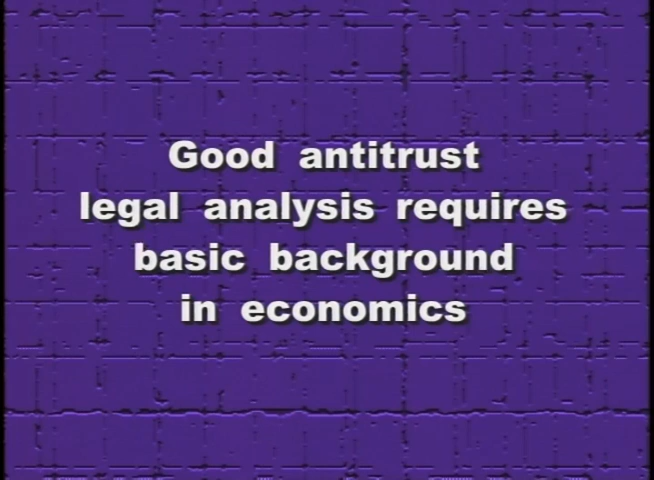 Good antitrust
legal analysis requires
basic background
in economics